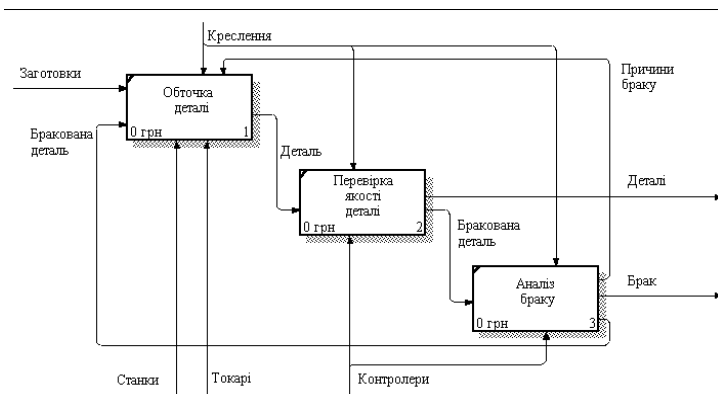 Креслення
Заготовки
Причини
браку
Обточка
деталі
0 грн
1
Бракована
деталь
Деталь
Перевірка
якості
деталі
0 грн
2
Деталі
Бракована
деталь
Аналіз
браку
0 грн
3
Брак
Станки
Токарі
Контролери